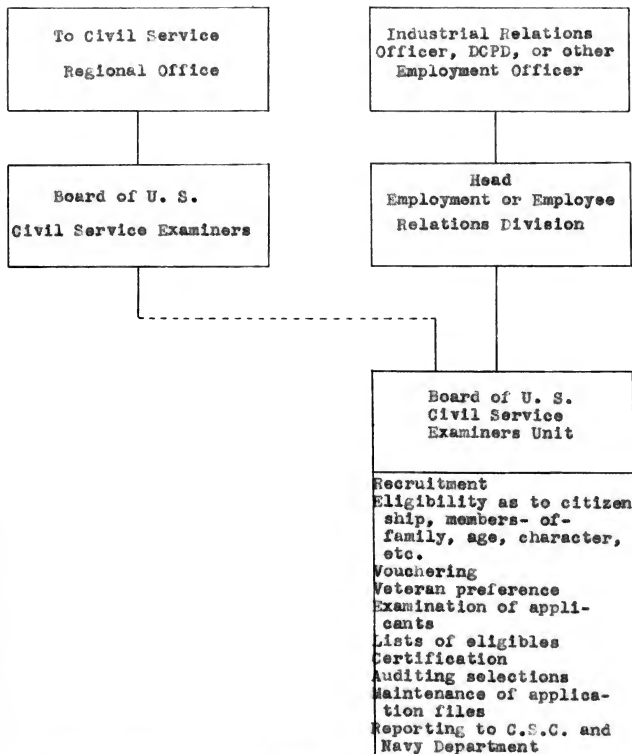 To Civil Service
Regional Office
Industrial Relations
Officer, DCPD, or other
Employment Officer
Board of U. S.
Civil Service Examiners
Head
Employment or Employee
Relations Division
Board of U. S.
Civil Service
Examiners Unit
Recruitment
Eligibility as to citizen
ship, members- of-
family, age, character,
etc.
Vouchering
Veteran preference
Examination of appli-
cants
Lists of eligibles
Certification
Auditing selections
Maintenance of applica-
tion files
Reporting to C.S.C. and
Navy Department